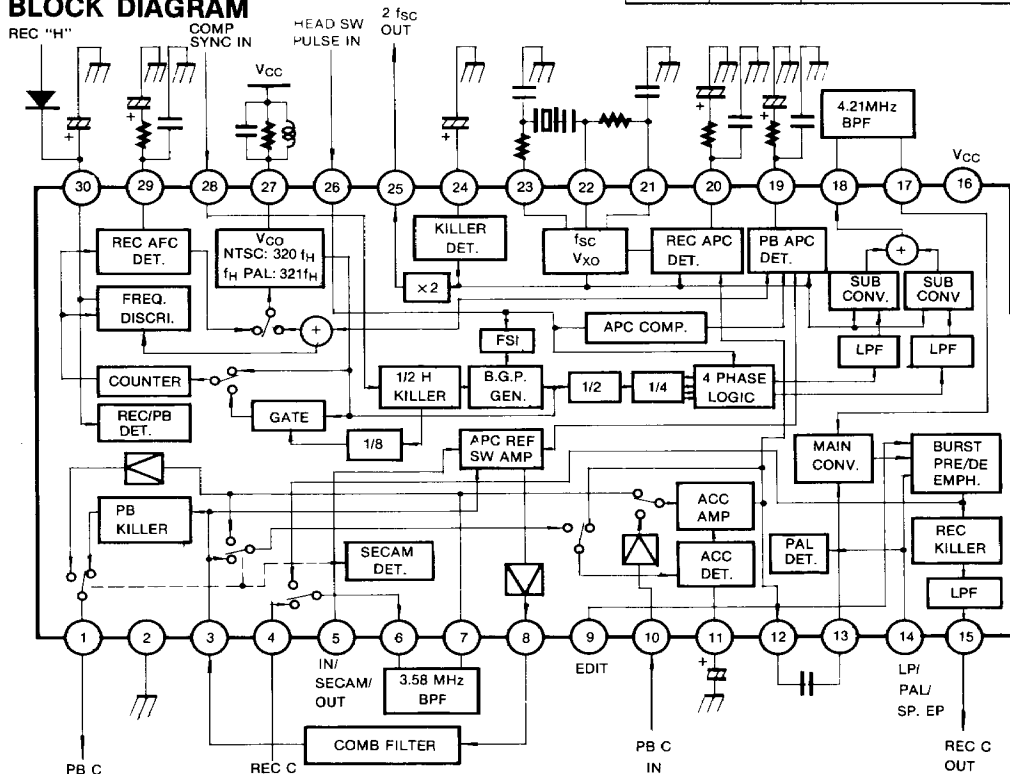 BLOCK DIAGRAM
REC "H"
COMP
SYNC IN
HEAD SW
PULSE IN
2 fSC
OUT
VCC
4.21MHz
BPF
VCC
30
29
28
27
26
25
24
23
22
21
20
19
18
17
16
REC AFC
DET.
VCO
NTSC: 320 fH
fH PAL: 321fH
KILLER
DET.
fSC
VXO
REC APC
DET.
PB APC
DET.
+
FREQ.
DISCRI.
+
×2
SUB
CONV.
SUB
CONV
APC COMP.
FSI
LPF
LPF
COUNTER
1/2 H
KILLER
B.G.P.
GEN.
1/2
1/4
4 PHASE
LOGIC
REC/PB
DET.
GATE
1/8
APC REF
SW AMP
MAIN
CONV.
BURST
PRE/DE
EMPH.
PB
KILLER
ACC
AMP
SECAM
DET.
ACC
DET.
PAL
DET.
REC
KILLER
LPF
1
2
3
4
5
6
7
8
9
10
11
12
13
14
15
IN/
SECAM/
OUT
3.58 MHz
BPF
EDIT
+
LP/
PAL/
SP. EP
COMB FILTER
PB C
REC C
PB C
IN
REC C
OUT